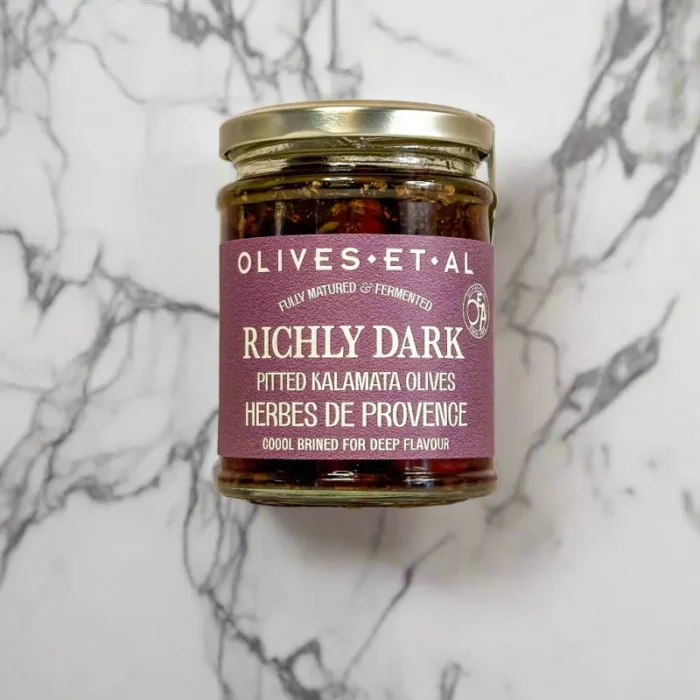 OLIVES•ET•AL
FULLY MATURED & FERMENTED
RICHLY DARK
PITTED KALAMATA OLIVES
HERBES DE PROVENCE
COOOL BRINED FOR DEEP FLAVOUR
OEA